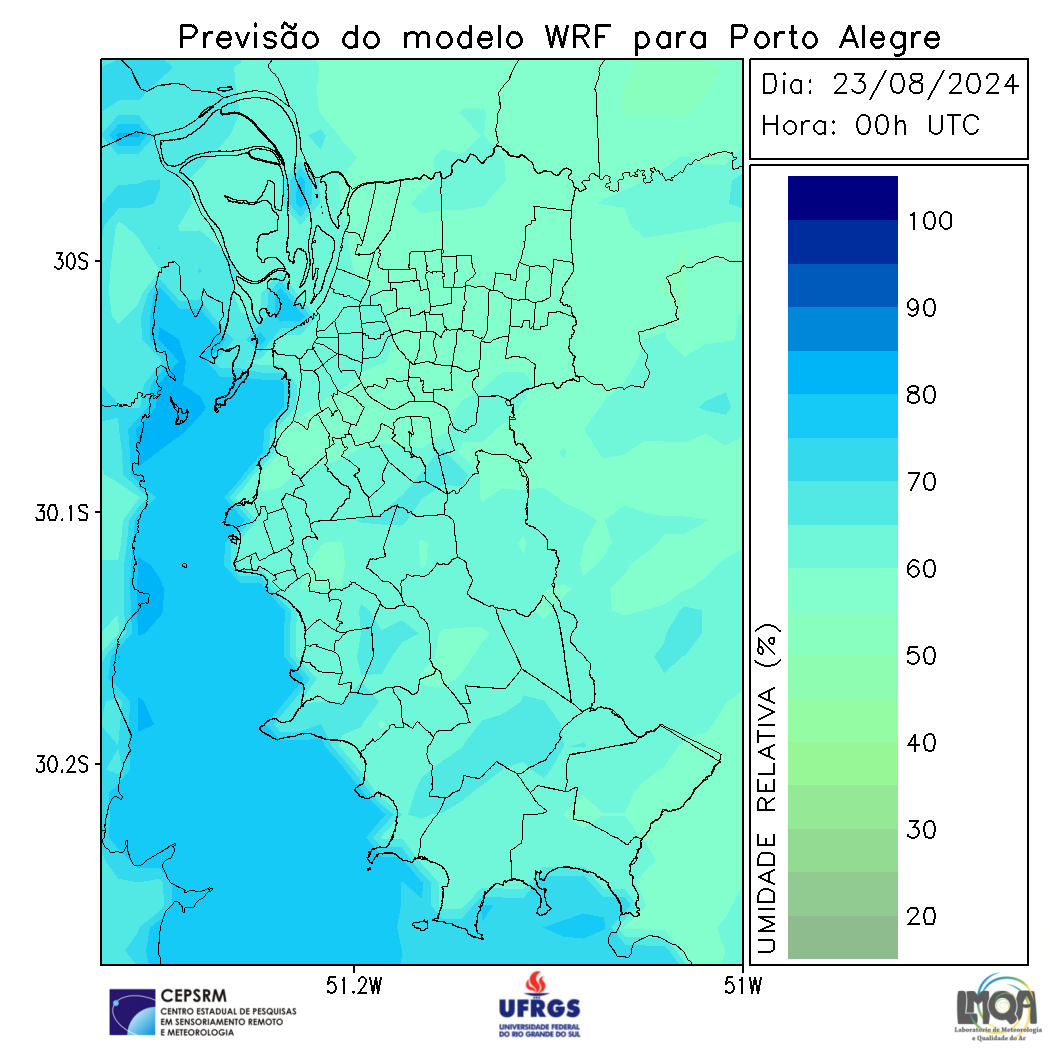 Previsão do modelo WRF para Porto Alegre
Dia: 23/08/2024
Hora: 00h UTC
30S
30.1S
30.2S
51.2W
51W
UMIDADE RELATIVA (%)
100
90
80
70
60
50
40
30
20
CEPSRM
CENTRO ESTADUAL DE PESQUISAS
EM SENSORIAMENTO REMOTO
E METEOROLOGIA
UFRGS
UNIVERSIDADE FEDERAL
DO RIO GRANDE DO SUL
LMQA
Laboratório de Meteorologia
e Qualidade do Ar